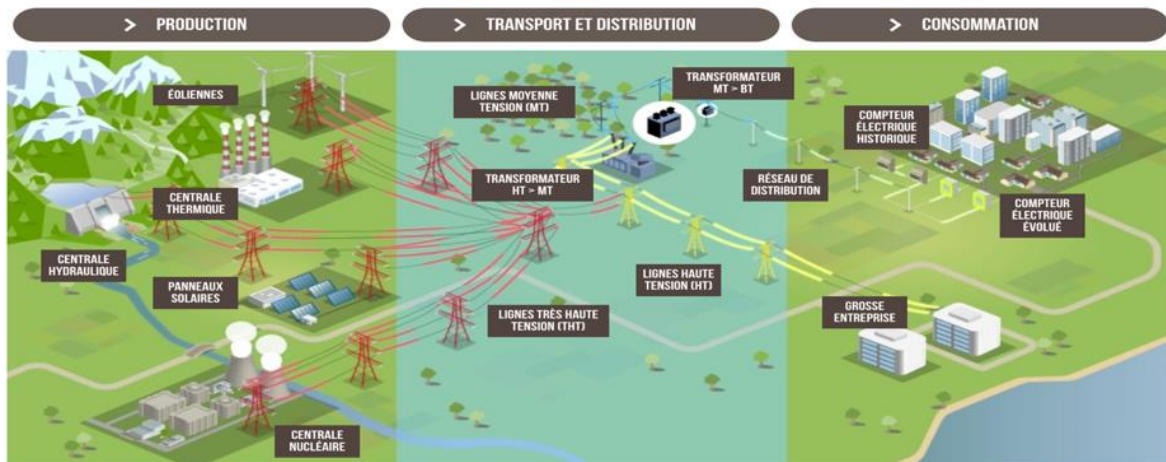 > PRODUCTION
> TRANSPORT ET DISTRIBUTION
> CONSOMMATION
ÉOLIENNES
CENTRALE
THERMIQUE
CENTRALE
HYDRAULIQUE
PANNEAUX
SOLAIRES
CENTRALE
NUCLÉAIRE
LIGNES MOYENNE
TENSION (MT)
TRANSFORMATEUR
MT > BT
TRANSFORMATEUR
HT > MT
LIGNES HAUTE
TENSION (HT)
LIGNES TRÈS HAUTE
TENSION (THT)
COMPTEUR
ÉLECTRIQUE
HISTORIQUE
RÉSEAU DE
DISTRIBUTION
COMPTEUR
ÉLECTRIQUE
ÉVOLUÉ
GROSSE
ENTREPRISE